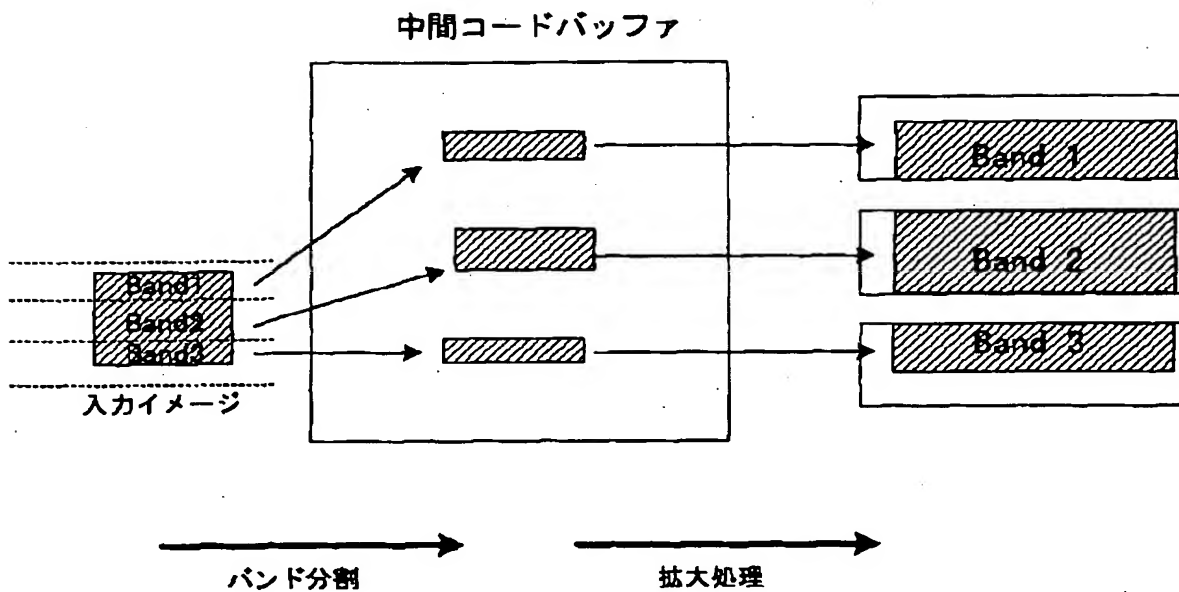 中間コードバッファ
Band 1
Band 2
Band 3
Band1
Band2
Band3
入力イメージ
バンド分割
拡大処理